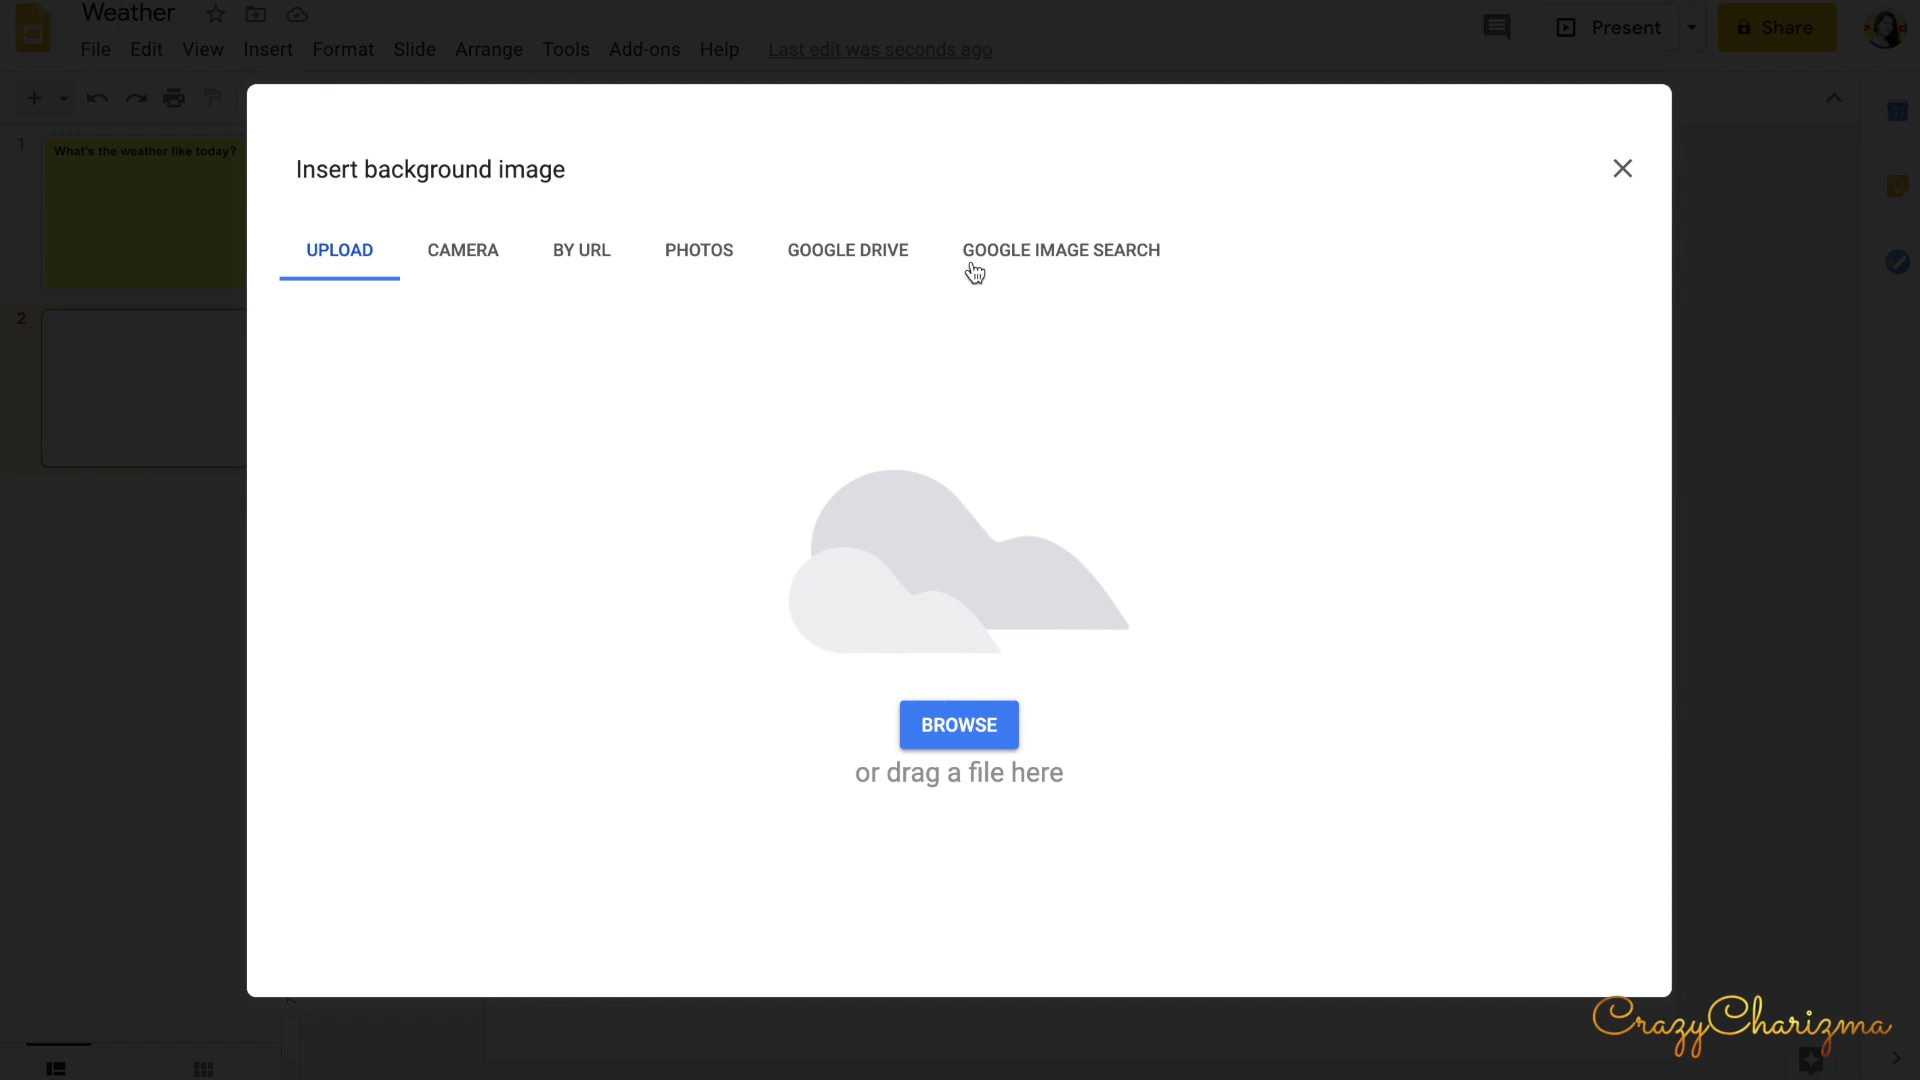 Weather
File Edit View Insert Format Slide Arrange Tools Add-ons Help Last edit was seconds ago
Present
Share
1
What's the weather like today?
2
Insert background image
UPLOAD CAMERA BY URL PHOTOS GOOGLE DRIVE GOOGLE IMAGE SEARCH
BROWSE
or drag a file here
31
CrazyCharizma